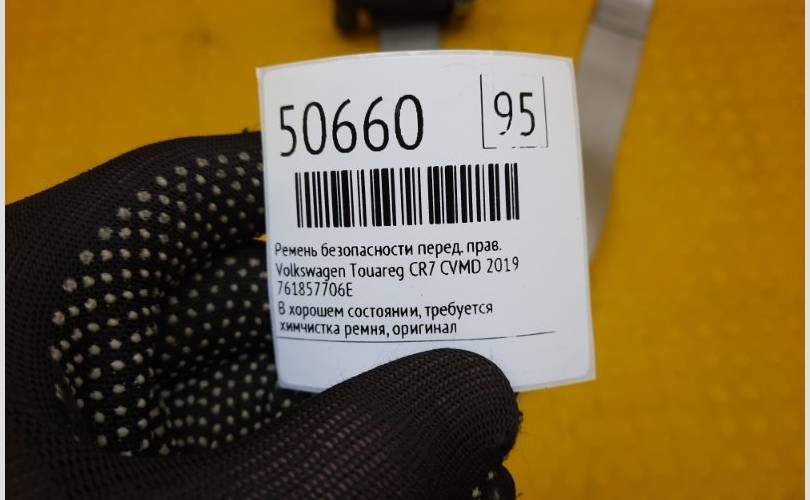 50660
95
Ремень безопасности перед. прав.
Volkswagen Touareg CR7 CVMD 2019
761857706E
В хорошем состоянии, требуется
химчистка ремня, оригинал